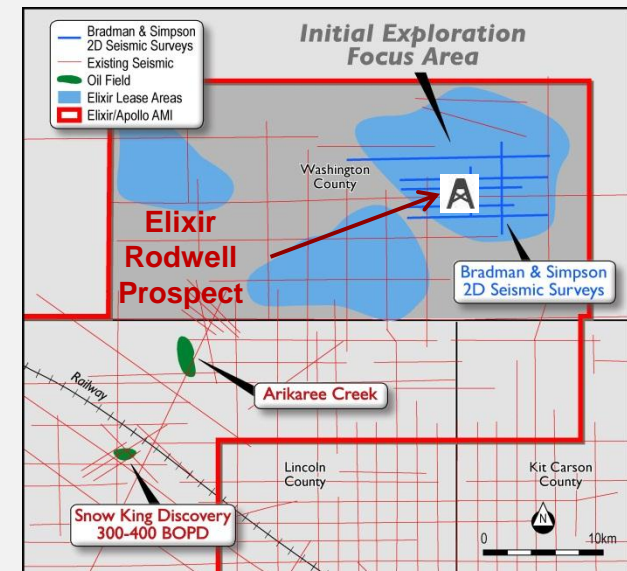 Bradman & Simpson
2D Seismic Surveys
Existing Seismic
Oil Field
Elixir Lease Areas
Elixir/Apollo AMI
Initial Exploration
Focus Area
Washington
County
Elixir
Rodwell
Prospect
Bradman & Simpson
2D Seismic Surveys
Railway
Arikaree Creek
Lincoln
County
Kit Carson
County
Snow King Discovery
300-400 BOPD
N
0
10km